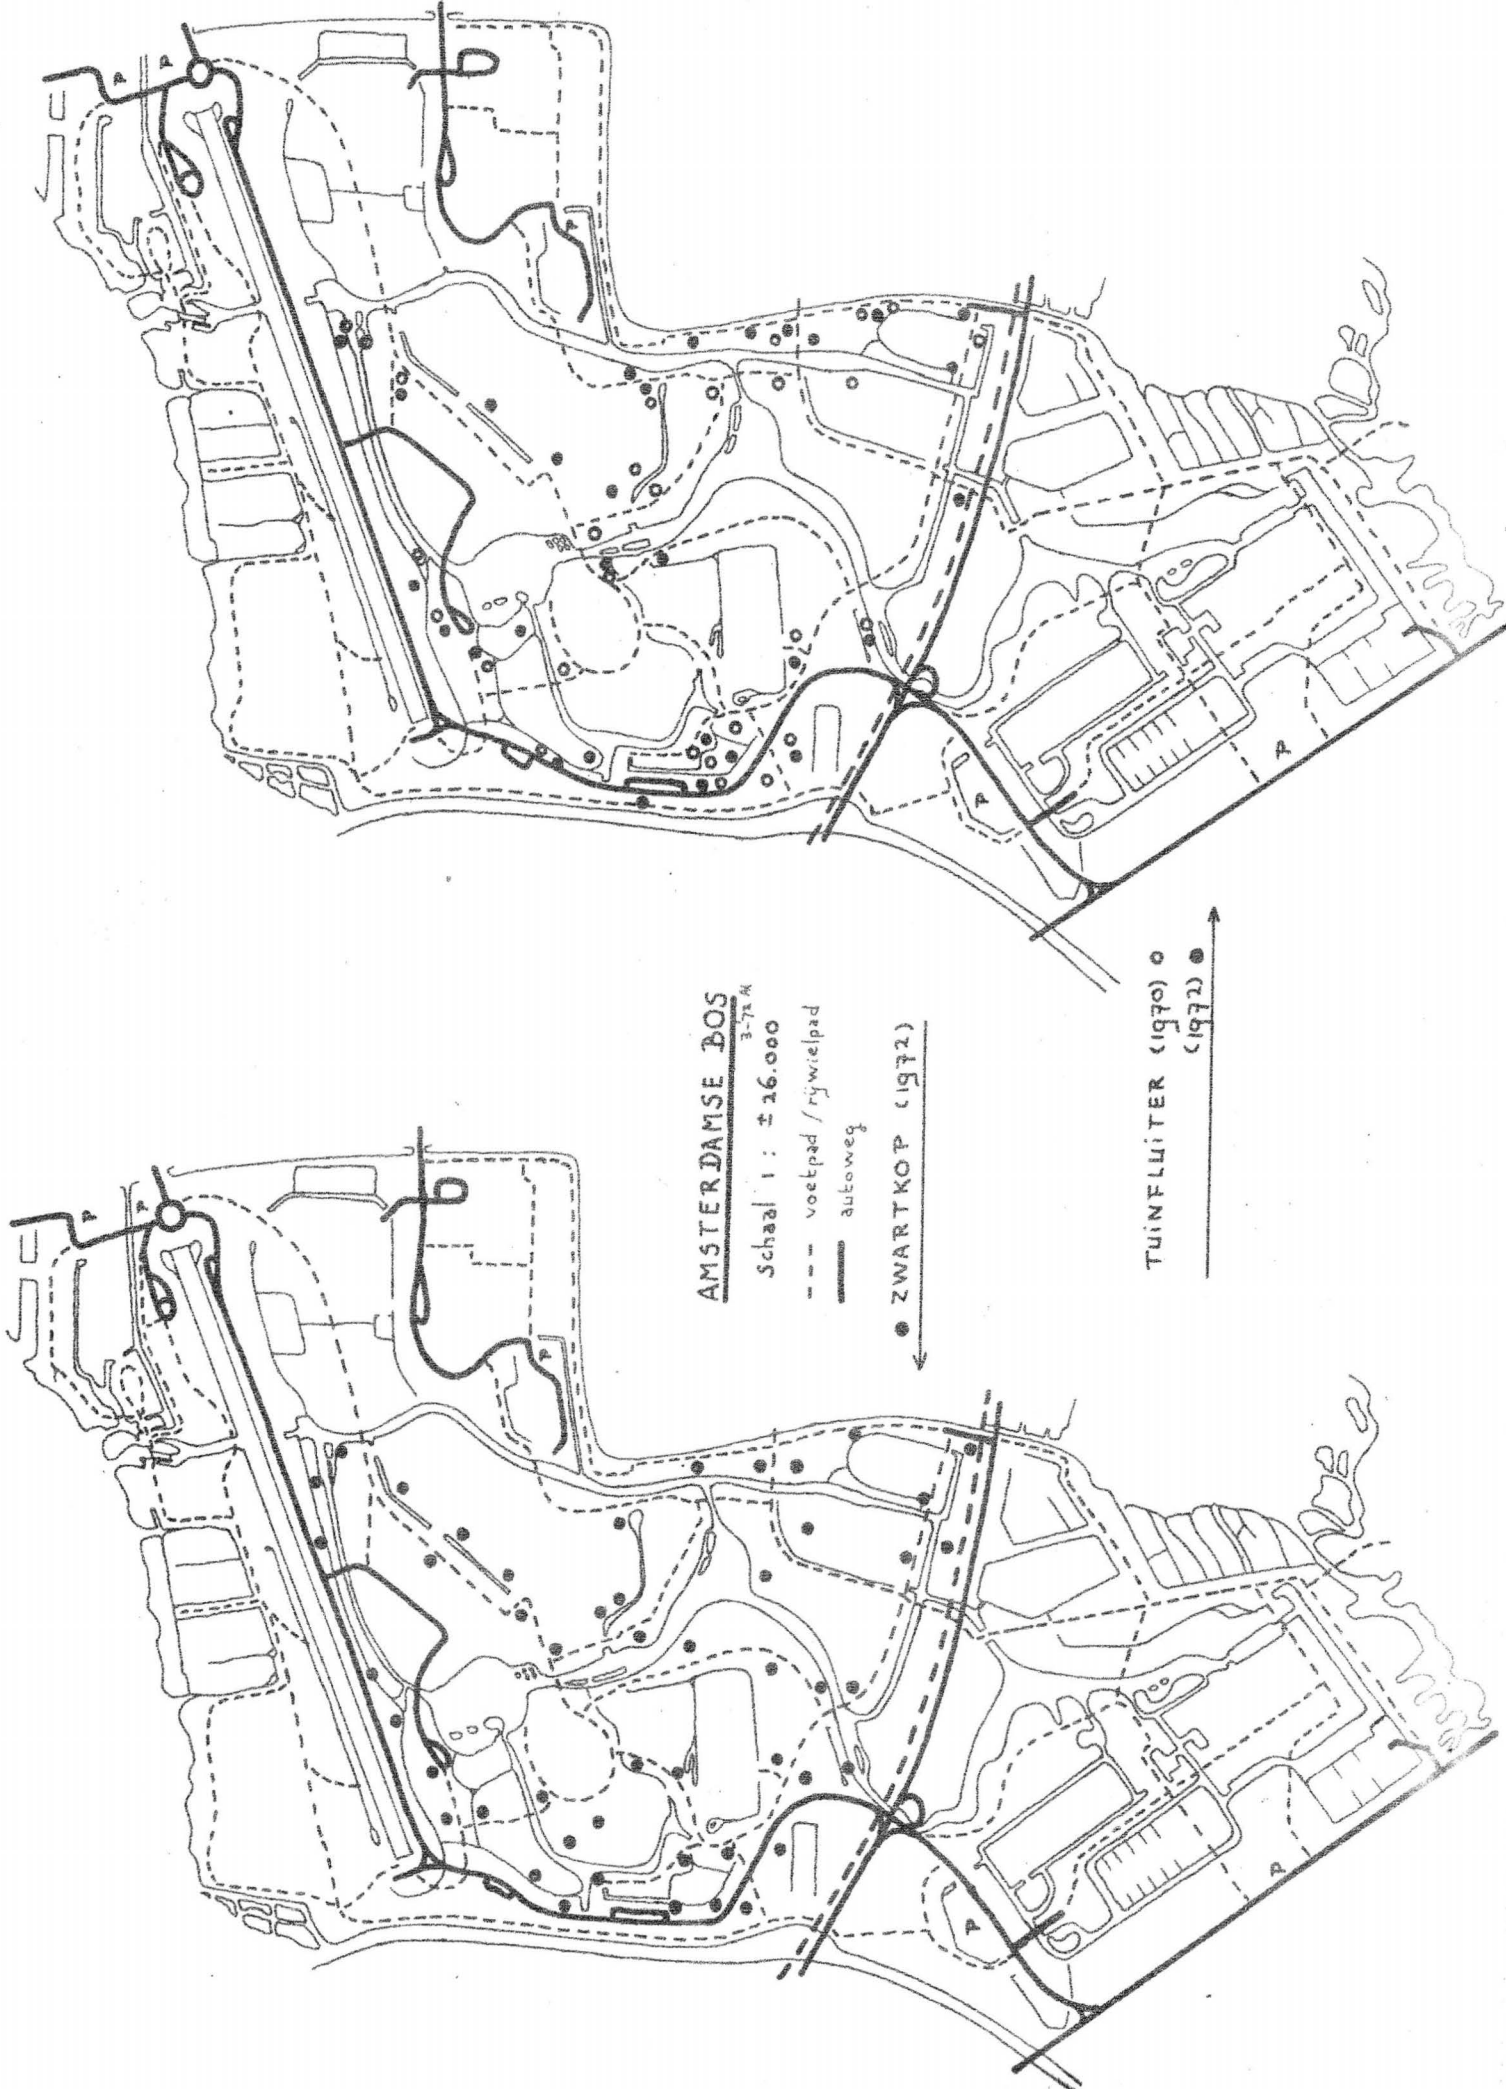 AMSTERDAMSE BOS
3-72
Schaal 1 : ± 26.000
voetpad / rijwielpad
autoweg
ZWARTKOP (1972)
TUINFLUITER (1970)
(1972)
P
P
P
P
P
P
P
P
P
P